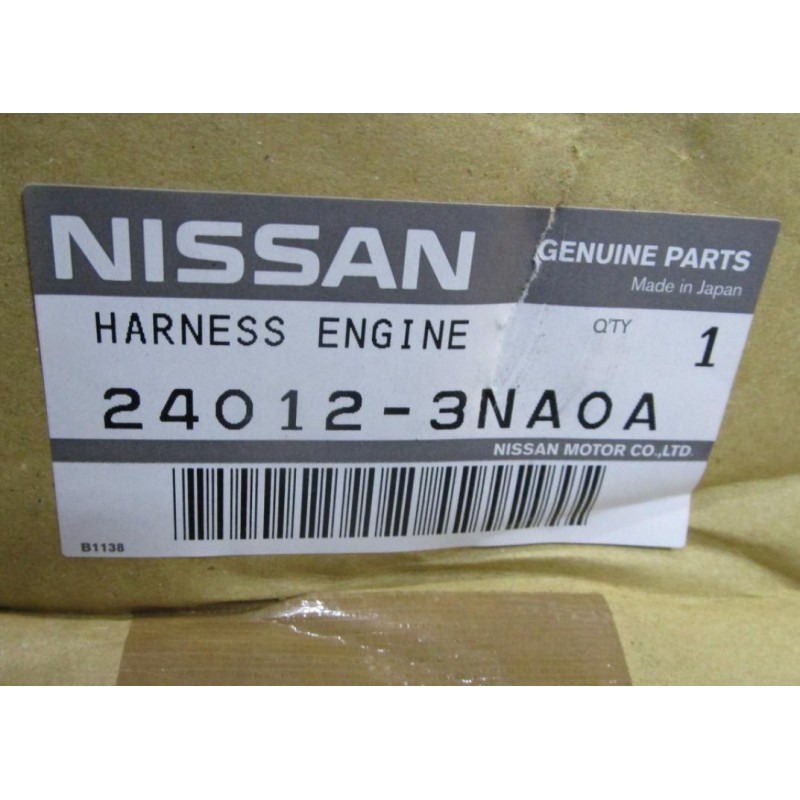 NISSAN GENUINE PARTS
Made in Japan
HARNESS ENGINE Q'TY 1
24012-3NA0A
NISSAN MOTOR CO.,LTD.
B1138